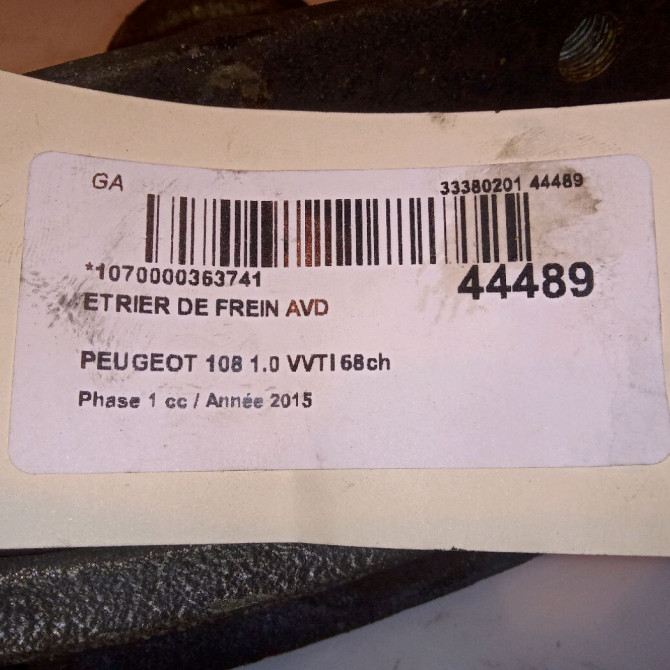 GA
33380201 44489
*1070000363741
44489
ETRIER DE FREIN AVD
PEUGEOT 108 1.0 VVTI 68ch
Phase 1 cc / Année 2015